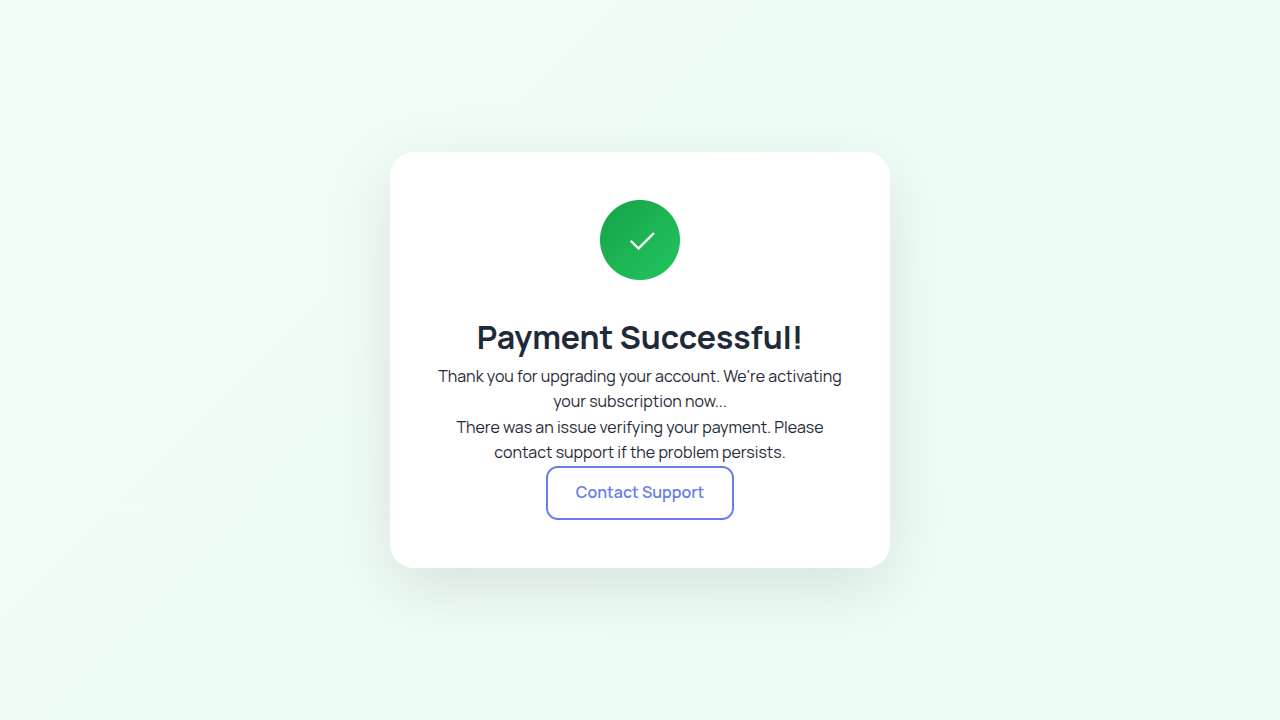 Payment Successful!
Thank you for upgrading your account. We're activating
your subscription now...
There was an issue verifying your payment. Please
contact support if the problem persists.
Contact Support